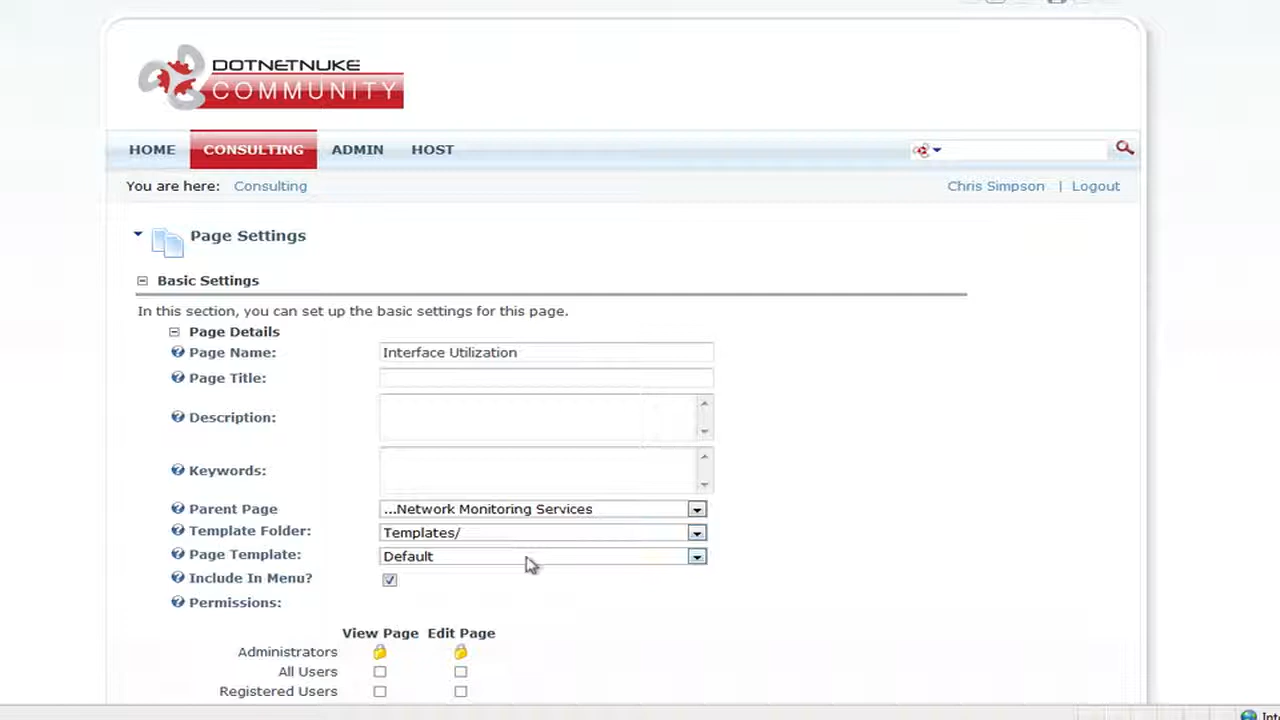 DOTNETNUKE
COMMUNITY
HOME CONSULTING ADMIN HOST
You are here: Consulting Chris Simpson | Logout
Page Settings
Basic Settings
In this section, you can set up the basic settings for this page.
Page Details
Page Name: Interface Utilization
Page Title:
Description:
Keywords:
Parent Page ...Network Monitoring Services
Template Folder: Templates/
Page Template: Default
Include In Menu?
Permissions:
View Page Edit Page
Administrators
All Users
Registered Users